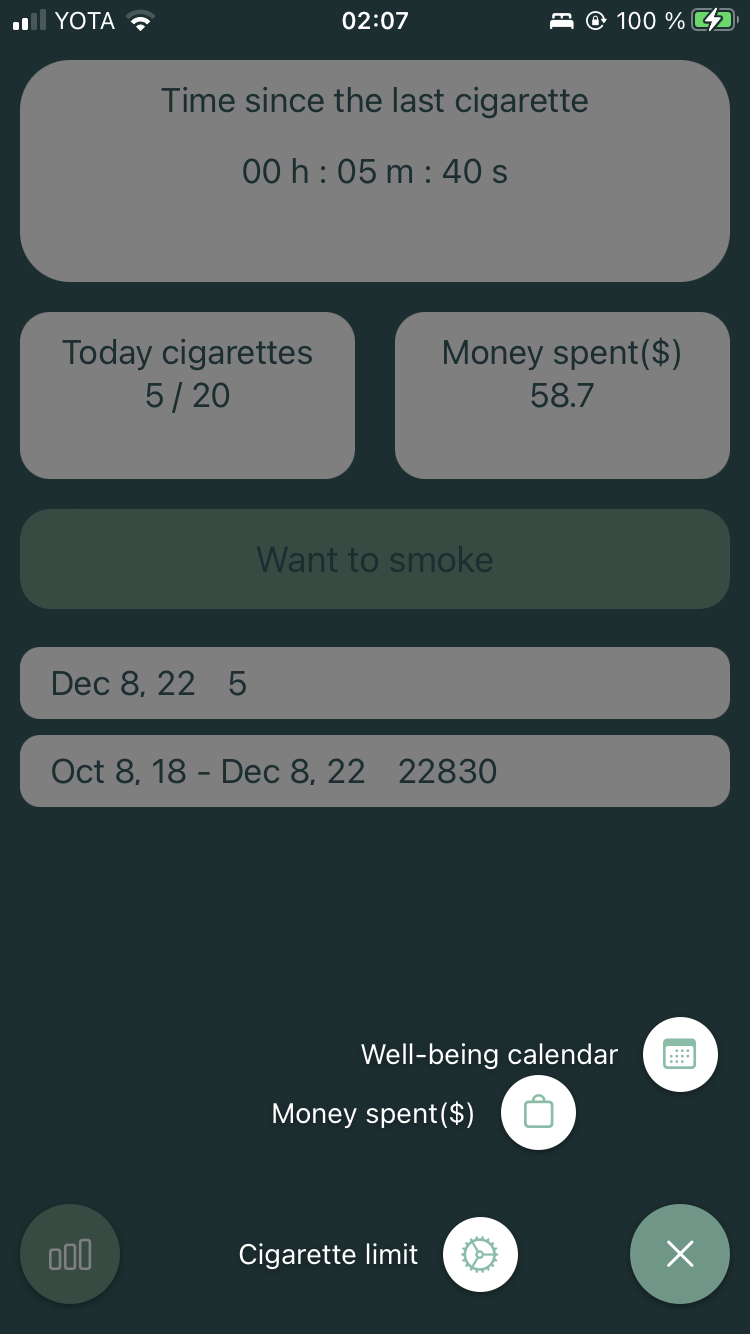 YOTA 02:07 100 %
Time since the last cigarette
00 h : 05 m : 40 s
Today cigarettes
5 / 20
Money spent($)
58.7
Want to smoke
Dec 8, 22 5
Oct 8, 18 - Dec 8, 22 22830
Well-being calendar
Money spent($)
Cigarette limit